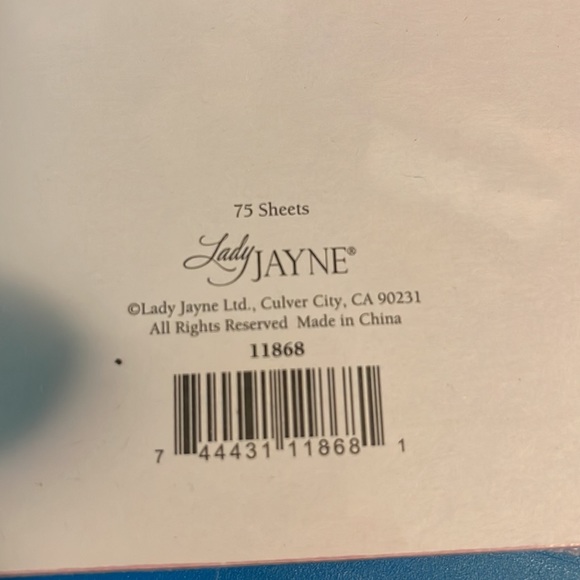 75 Sheets
Lady JAYNE®
©Lady Jayne Ltd., Culver City, CA 90231
All Rights Reserved Made in China
11868
7 44431 11868 1